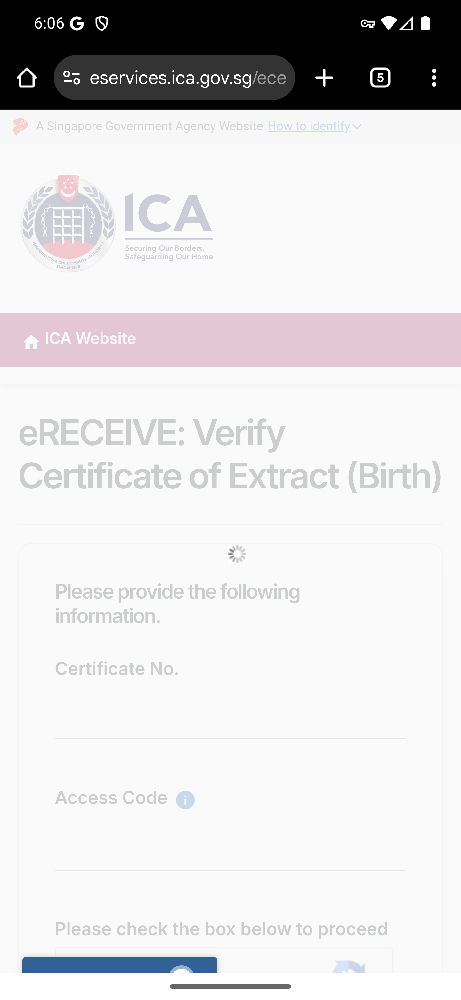 6:06
eservices.ica.gov.sg/ece
5
A Singapore Government Agency Website How to identify
ICA
Securing Our Borders,
Safeguarding Our Home
IMMIGRATION & CHECKPOINTS AUTHORITY
SINGAPORE
ICA Website
eRECEIVE: Verify
Certificate of Extract (Birth)
Please provide the following
information.
Certificate No.
Access Code
Please check the box below to proceed